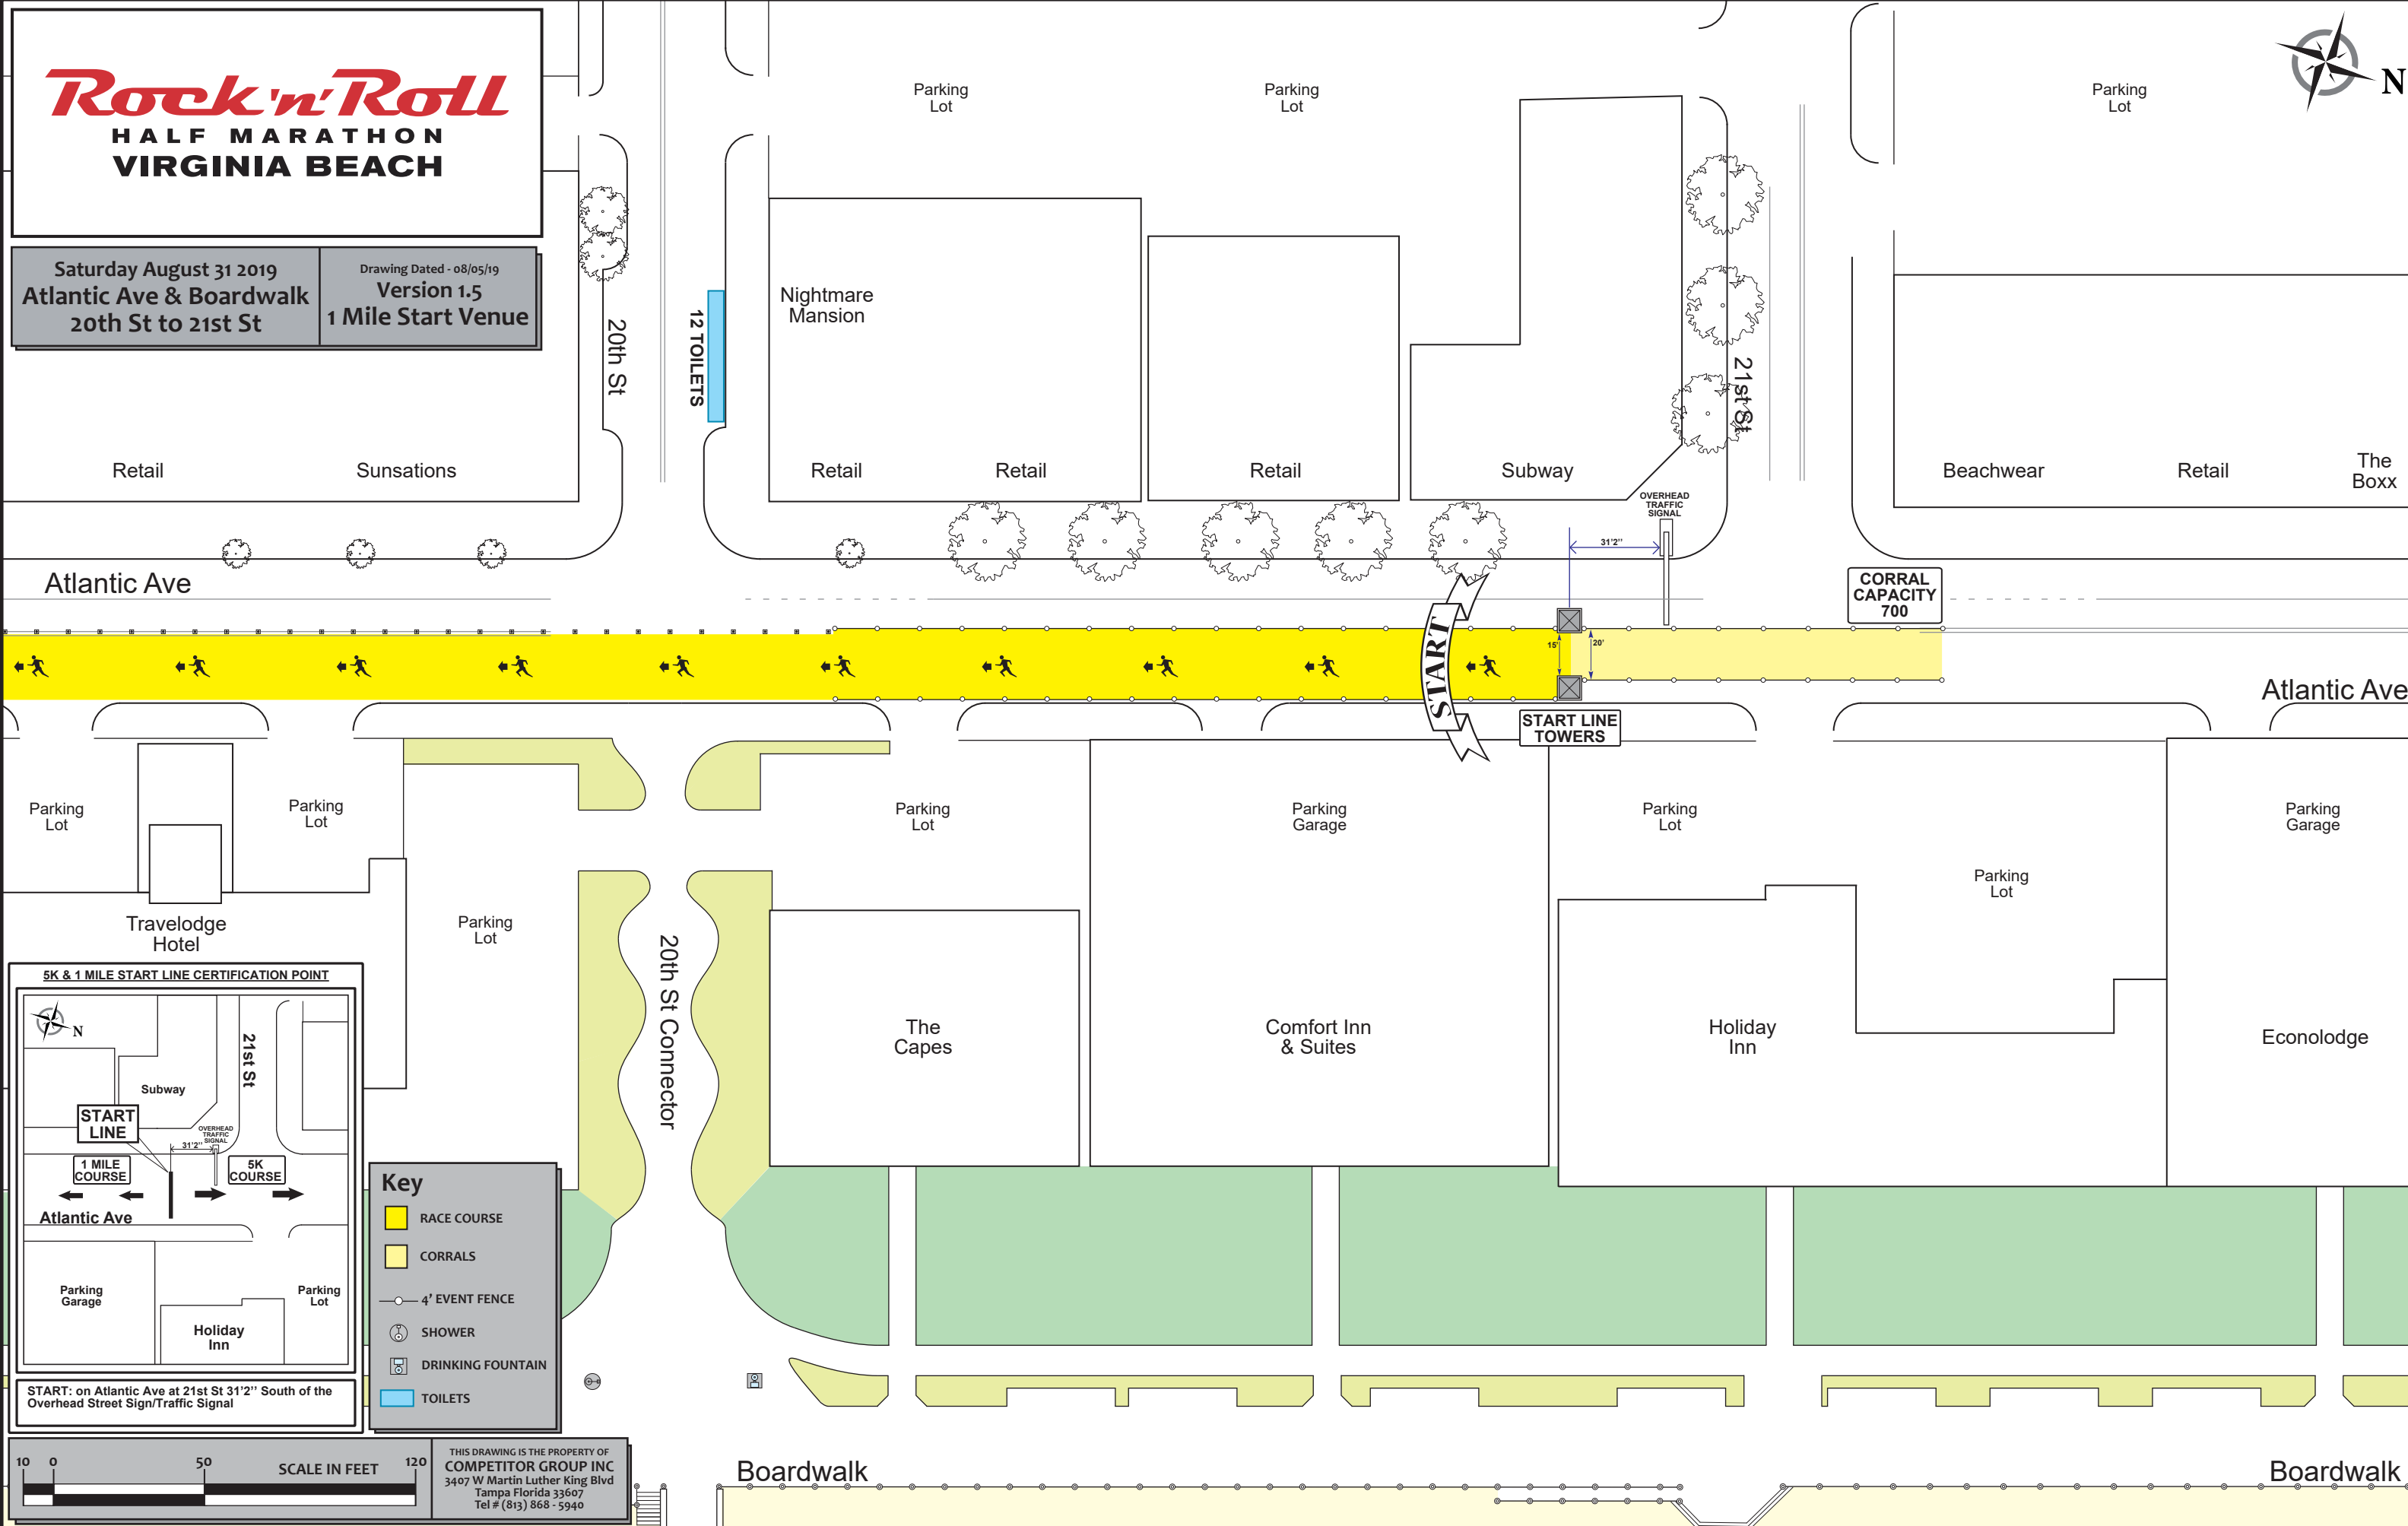 Rock 'n' Roll
HALF MARATHON
VIRGINIA BEACH
Saturday August 31 2019
Atlantic Ave & Boardwalk
20th St to 21st St
Drawing Dated - 08/05/19
Version 1.5
1 Mile Start Venue
Parking
Lot
Parking
Lot
Parking
Lot
N
20th St
12 TOILETS
Nightmare
Mansion
21st St
Retail
Sunsations
Retail
Retail
Retail
Subway
Beachwear
Retail
The
Boxx
OVERHEAD
TRAFFIC
SIGNAL
31'2''
Atlantic Ave
CORRAL
CAPACITY
700
START
15'
20'
Atlantic Ave
START LINE
TOWERS
Parking
Lot
Parking
Lot
Parking
Lot
Parking
Garage
Parking
Lot
Parking
Garage
Parking
Lot
Travelodge
Hotel
Parking
Lot
20th St Connector
The
Capes
Comfort Inn
& Suites
Holiday
Inn
Econolodge
5K & 1 MILE START LINE CERTIFICATION POINT
N
21st St
Subway
START
LINE
OVERHEAD
TRAFFIC
SIGNAL
31'2''
1 MILE
COURSE
5K
COURSE
Atlantic Ave
Parking
Garage
Parking
Lot
Holiday
Inn
START: on Atlantic Ave at 21st St 31'2'' South of the
Overhead Street Sign/Traffic Signal
Key
RACE COURSE
CORRALS
4' EVENT FENCE
SHOWER
DRINKING FOUNTAIN
TOILETS
10 0 50 SCALE IN FEET 120
THIS DRAWING IS THE PROPERTY OF
COMPETITOR GROUP INC
3407 W Martin Luther King Blvd
Tampa Florida 33607
Tel # (813) 868 - 5940
Boardwalk
Boardwalk